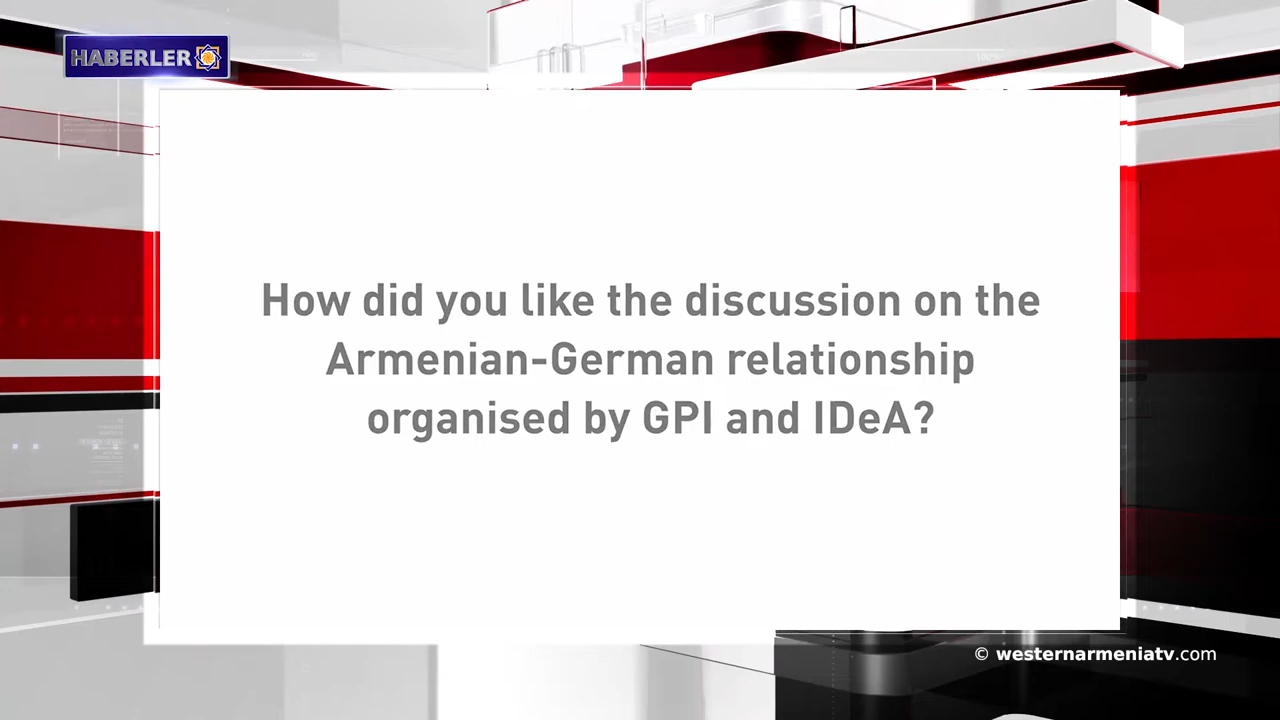 HABERLER
How did you like the discussion on the
Armenian-German relationship
organised by GPI and IDeA?
© westernarmeniatv.com